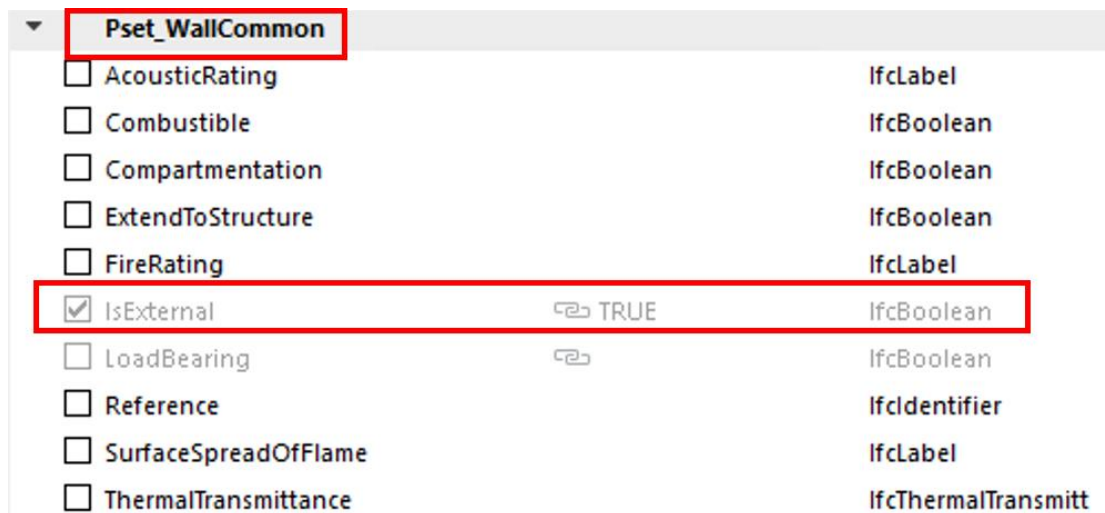 Pset_WallCommon
AcousticRating IfcLabel
Combustible IfcBoolean
Compartmentation IfcBoolean
ExtendToStructure IfcBoolean
FireRating IfcLabel
IsExternal TRUE IfcBoolean
LoadBearing IfcBoolean
Reference IfcIdentifier
SurfaceSpreadOfFlame IfcLabel
ThermalTransmittance IfcThermalTransmitt